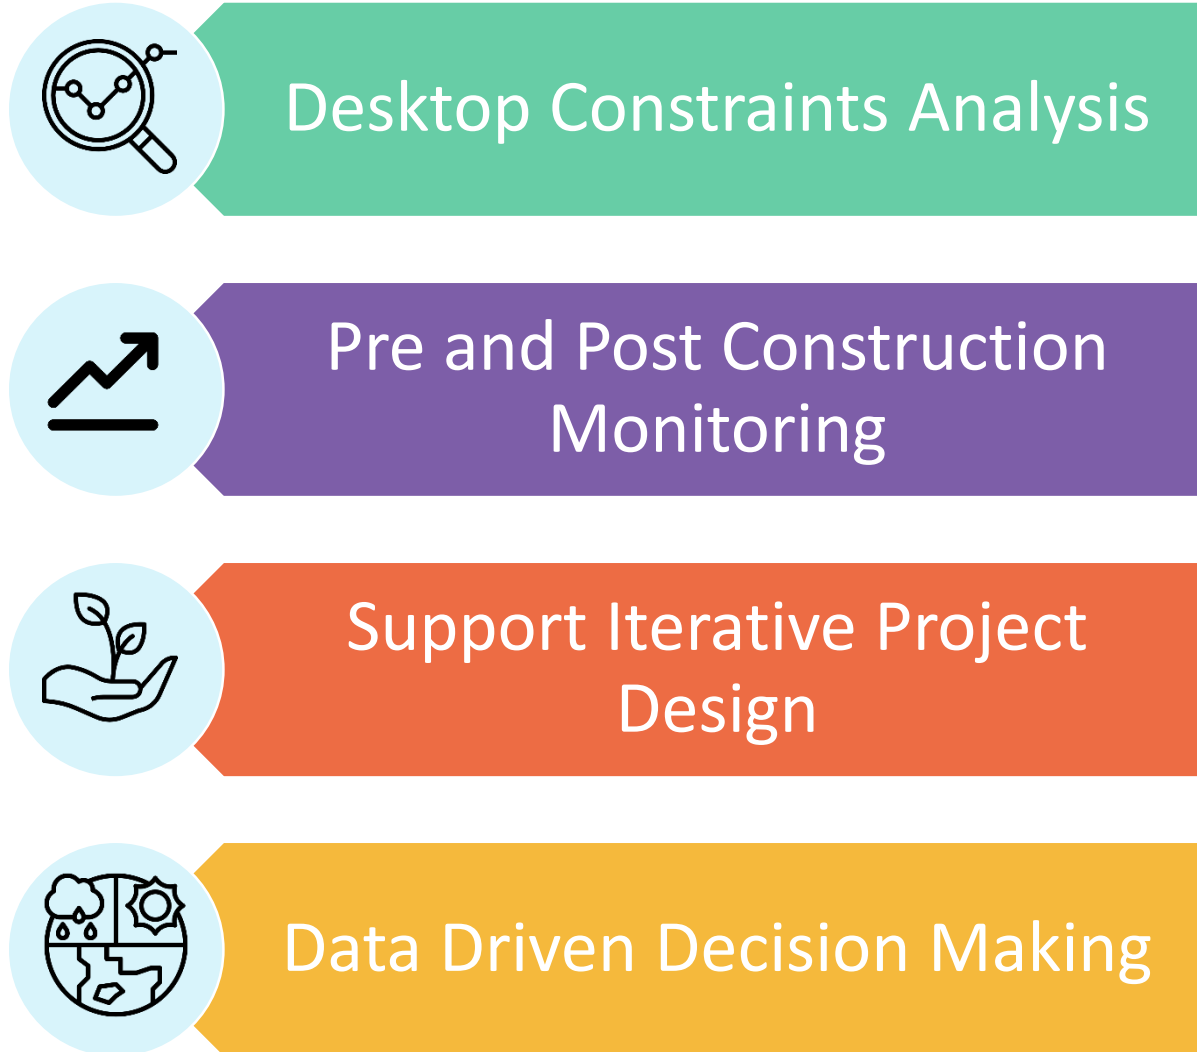 Desktop Constraints Analysis
Pre and Post Construction
Monitoring
Support Iterative Project
Design
Data Driven Decision Making